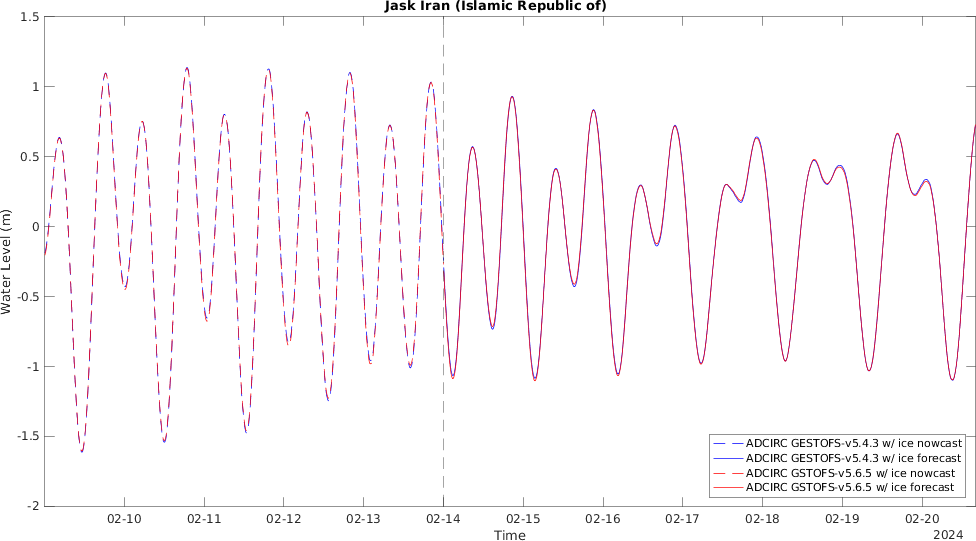 Jask Iran (Islamic Republic of)
Water Level (m)
1.5
1
0.5
0
-0.5
-1
-1.5
-2
02-10 02-11 02-12 02-13 02-14 02-15 02-16 02-17 02-18 02-19 02-20
Time
2024
ADCIRC GESTOFS-v5.4.3 w/ ice nowcast
ADCIRC GESTOFS-v5.4.3 w/ ice forecast
ADCIRC GSTOFS-v5.6.5 w/ ice nowcast
ADCIRC GSTOFS-v5.6.5 w/ ice forecast